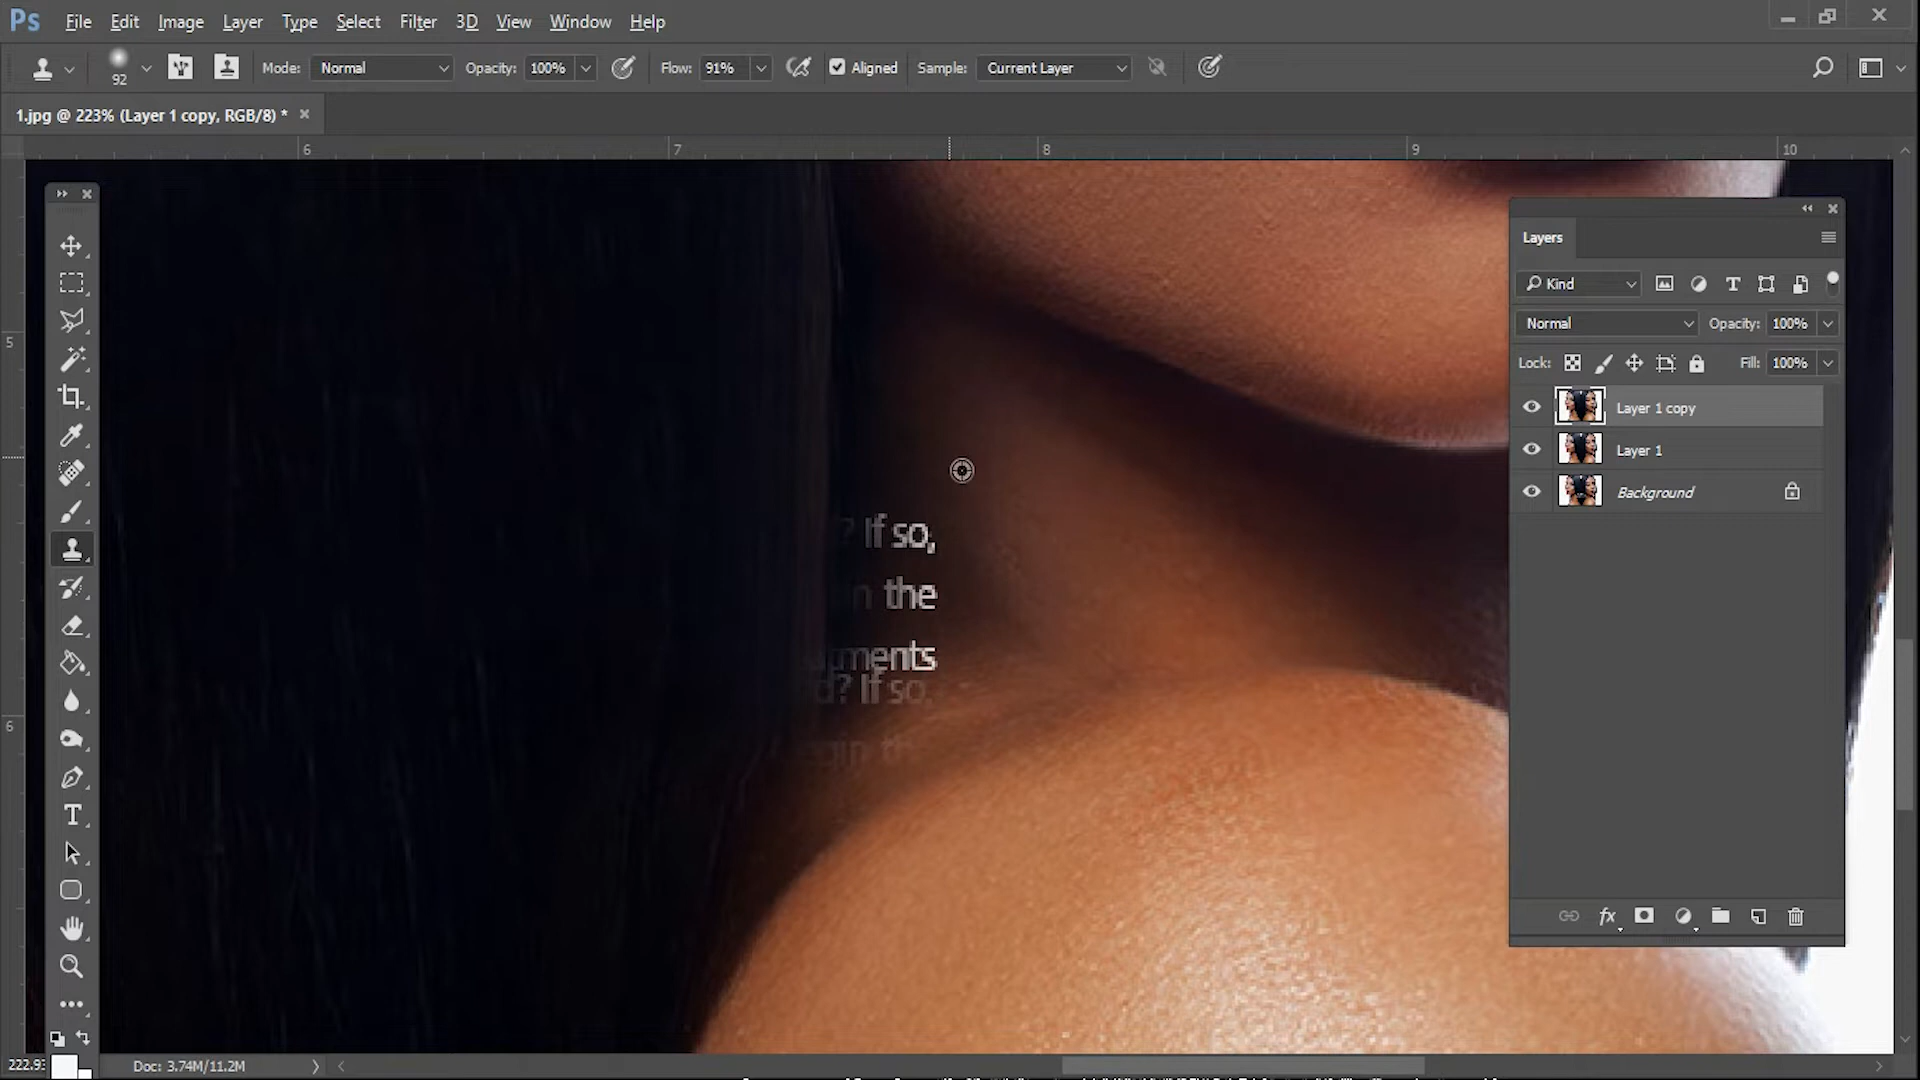 Ps File Edit Image Layer Type Select Filter 3D View Window Help
92 Mode: Normal Opacity: 100% Flow: 91% Aligned Sample: Current Layer
1.jpg @ 223% (Layer 1 copy, RGB/8) *
6 7 8 9 10
5
6
Layers
Kind
Normal Opacity: 100%
Lock: Fill: 100%
Layer 1 copy
Layer 1
Background
fx
? If so,
the
If so,
T
222.93
Doc: 3.74M/11.2M